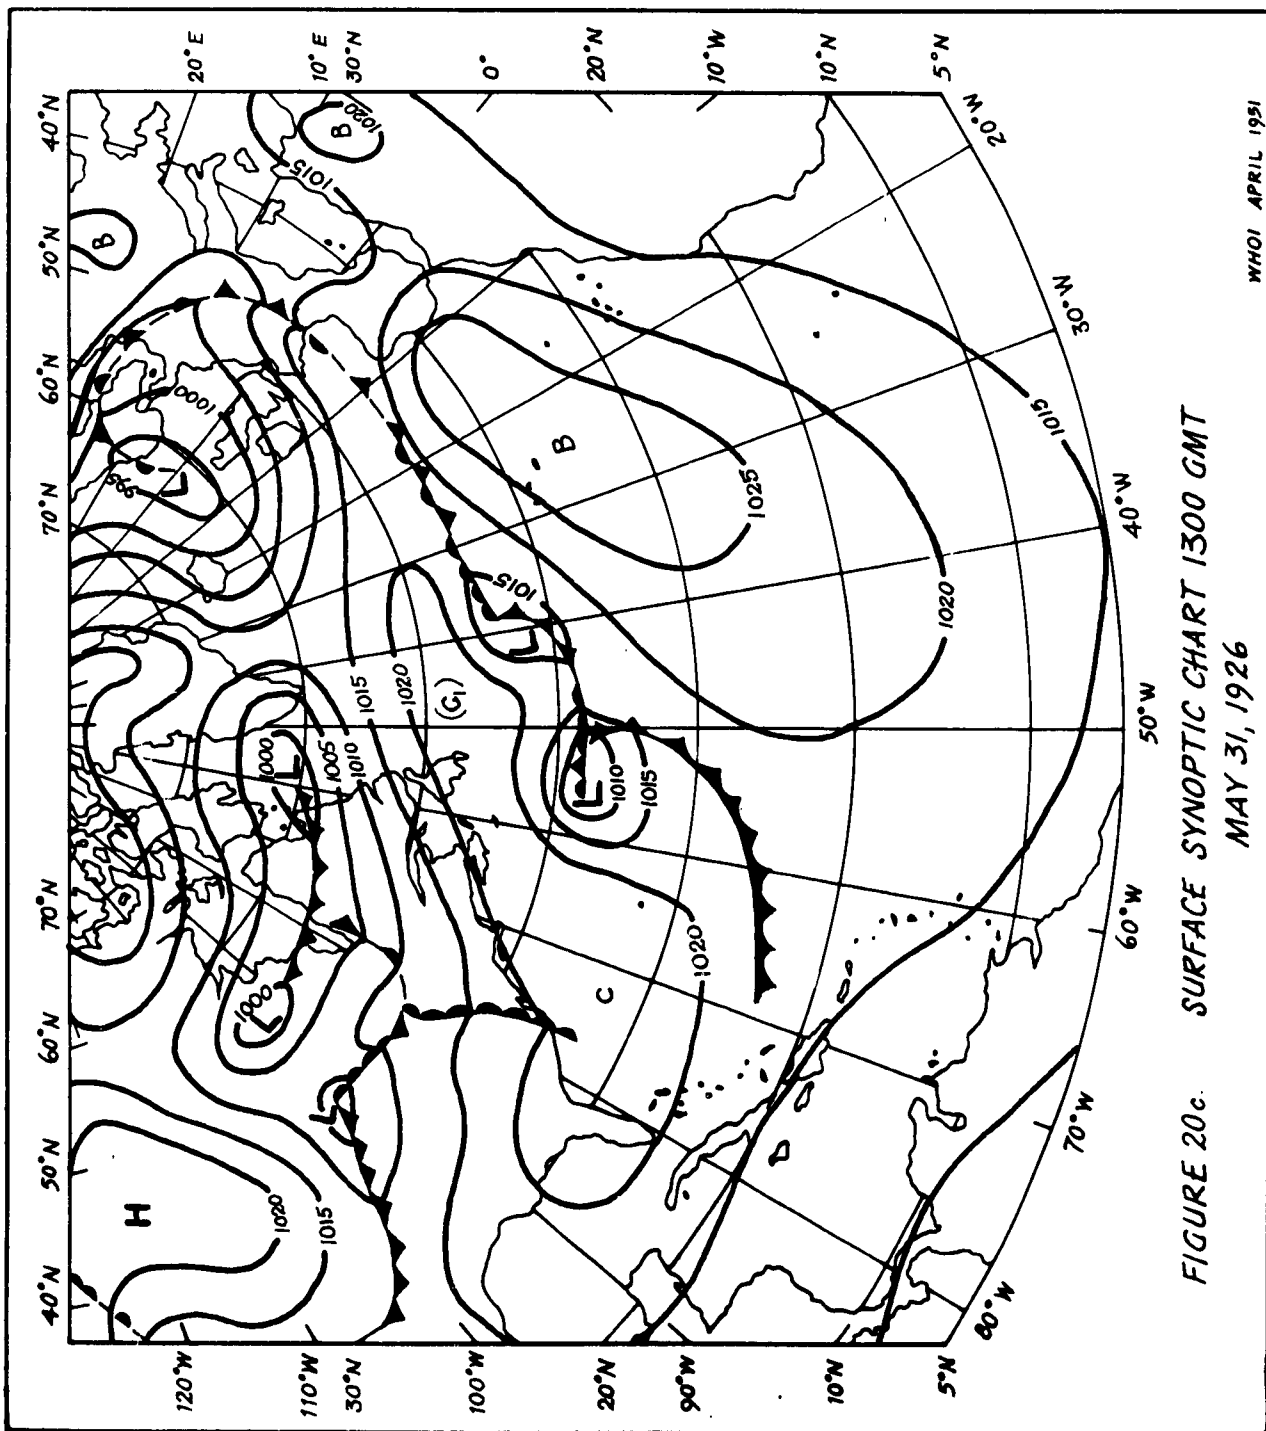 40°N 50°N 60°N 70°N 70°N 60°N 50°N 40°N
120°W
110°W
30°N
100°W
20°N
90°W
10°N
5°N
20°E
10°E
30°N
0°
20°N
10°W
10°N
5°N
H
B
995
L
1000
1000
L
1000
L
1020
1015
1005
1010
1015
1020
L
1015
1020
B
1020
(C₁)
1015
L
B
L
1010
1015
C
1020
1025
1020
1015
80°W
70°W
60°W
50°W
40°W
30°W
20°W
FIGURE 20c. SURFACE SYNOPTIC CHART 1300 GMT
MAY 31, 1926
WHOI APRIL 1951